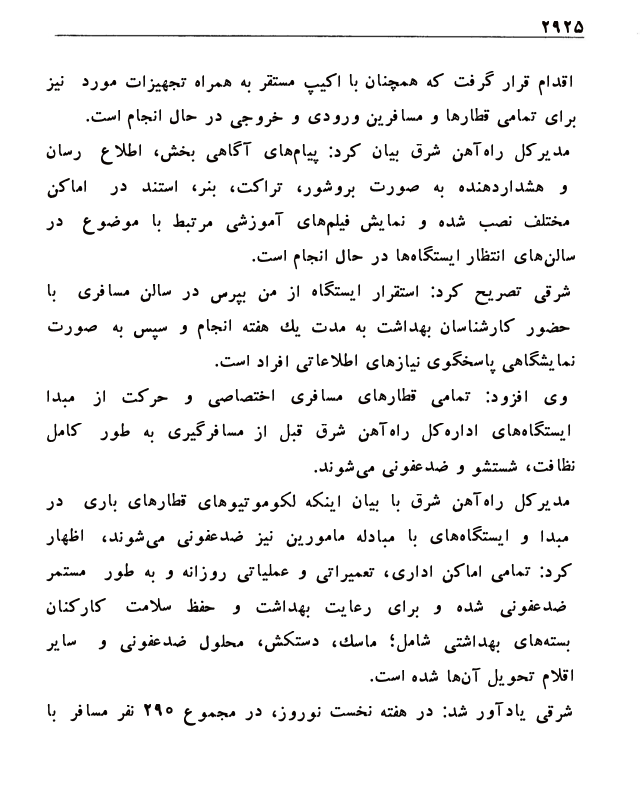 ۲۹۲۵
اقدام قرار گرفت که همچنان با اکیپ مستقر به همراه تجهیزات مورد نیز
برای تمامی قطارها و مسافرین ورودی و خروجی در حال انجام است.
مدیرکل راه‌آهن شرق بیان کرد: پیام‌های آگاهی بخش، اطلاع رسان
و هشداردهنده به صورت بروشور، تراکت، بنر، استند در اماکن
مختلف نصب شده و نمایش فیلم‌های آموزشی مرتبط با موضوع در
سالن‌های انتظار ایستگاه‌ها در حال انجام است.
شرقی تصریح کرد: استقرار ایستگاه از من بپرس در سالن مسافری با
حضور کارشناسان بهداشت به مدت یك هفته انجام و سپس به صورت
نمایشگاهی پاسخگوی نیازهای اطلاعاتی افراد است.
وی افزود: تمامی قطارهای مسافری اختصاصی و حرکت از مبدا
ایستگاه‌های اداره‌کل راه‌آهن شرق قبل از مسافرگیری به طور کامل
نظافت، شستشو و ضدعفونی می‌شوند.
مدیرکل راه‌آهن شرق با بیان اینکه لکوموتیوهای قطارهای باری در
مبدا و ایستگاه‌های با مبادله مامورین نیز ضدعفونی می‌شوند، اظهار
کرد: تمامی اماکن اداری، تعمیراتی و عملیاتی روزانه و به طور مستمر
ضدعفونی شده و برای رعایت بهداشت و حفظ سلامت کارکنان
بسته‌های بهداشتی شامل؛ ماسك، دستکش، محلول ضدعفونی و سایر
اقلام تحویل آن‌ها شده است.
شرقی یادآور شد: در هفته نخست نوروز، در مجموع ۲۹۰ نفر مسافر با